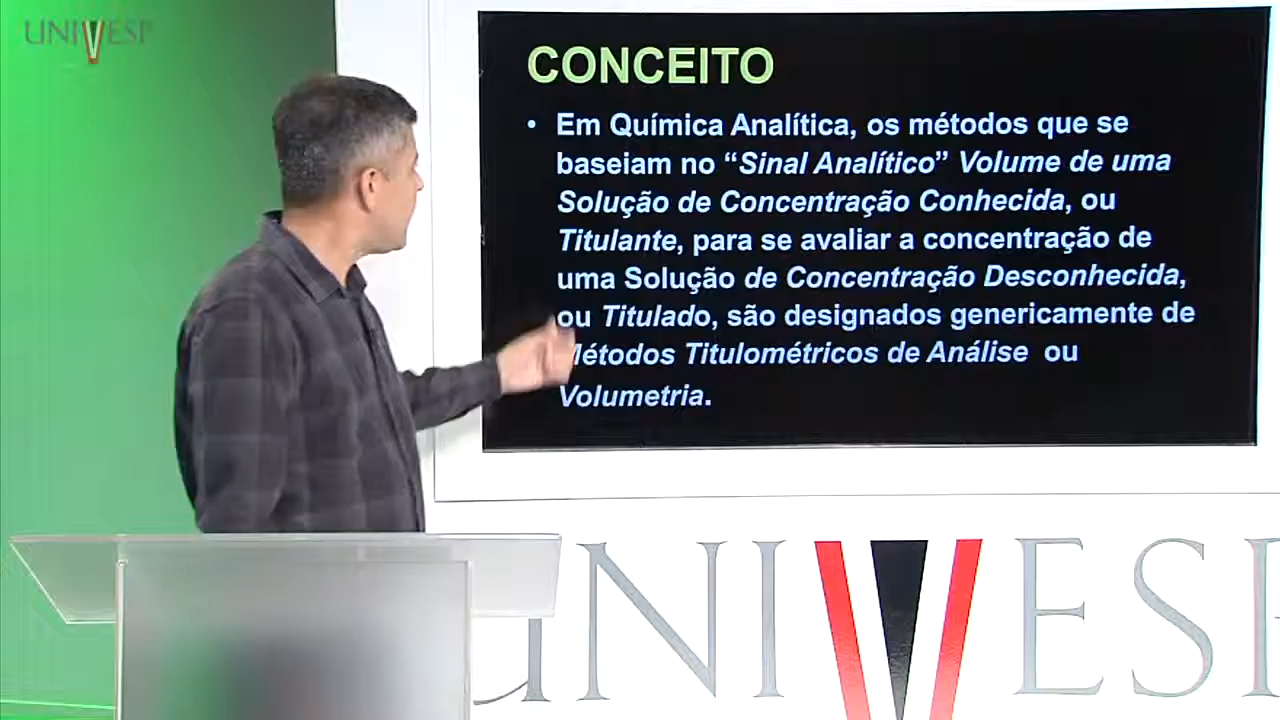 UNIVESP
CONCEITO
• Em Química Analítica, os métodos que se
baseiam no “Sinal Analítico” Volume de uma
Solução de Concentração Conhecida, ou
Titulante, para se avaliar a concentração de
uma Solução de Concentração Desconhecida,
ou Titulado, são designados genericamente de
Métodos Titulométricos de Análise ou
Volumetria.
UNIVESP